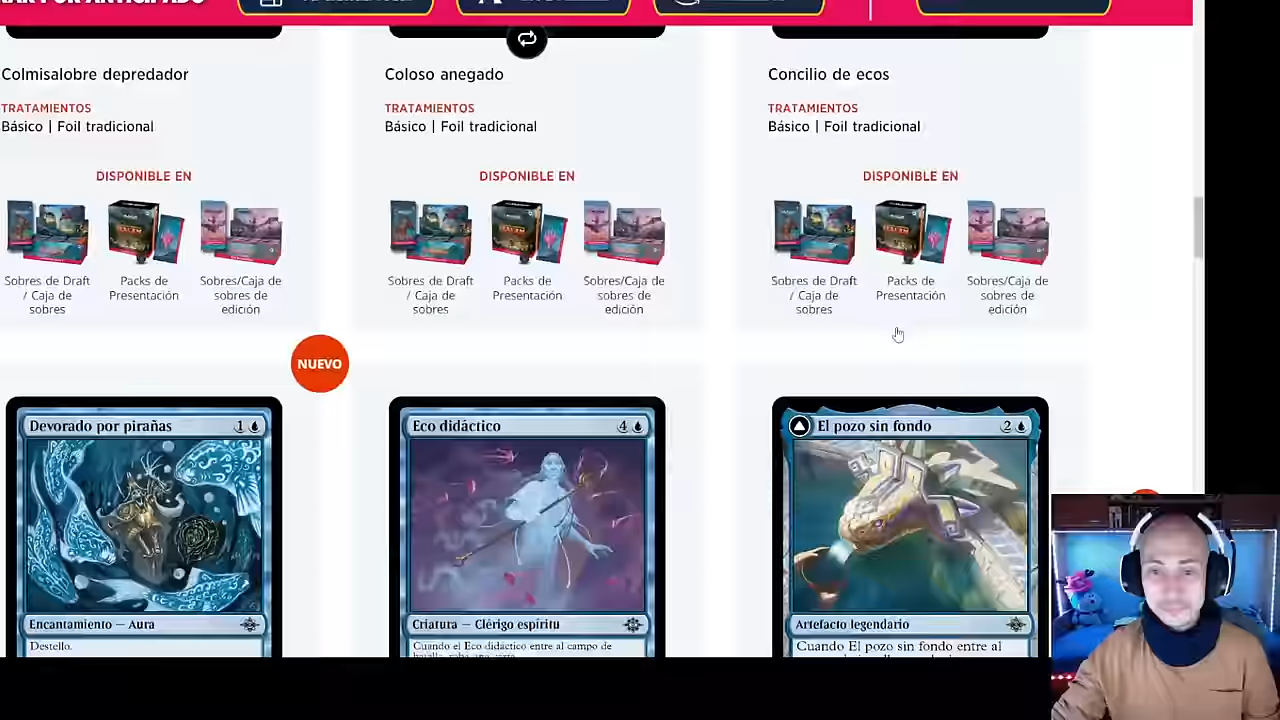 Colmisalobre depredador
TRATAMIENTOS
Básico | Foil tradicional
DISPONIBLE EN
Sobres de Draft
/ Caja de
sobres
Packs de
Presentación
Sobres/Caja de
sobres de
edición
Coloso anegado
TRATAMIENTOS
Básico | Foil tradicional
DISPONIBLE EN
Sobres de Draft
/ Caja de
sobres
Packs de
Presentación
Sobres/Caja de
sobres de
edición
Concilio de ecos
TRATAMIENTOS
Básico | Foil tradicional
DISPONIBLE EN
Sobres de Draft
/ Caja de
sobres
Packs de
Presentación
Sobres/Caja de
sobres de
edición
NUEVO
Devorado por pirañas 1
Encantamiento — Aura
Destello.
Eco didáctico 4
Criatura — Clérigo espíritu
Cuando el Eco didáctico entre al campo de
El pozo sin fondo 2
Artefacto legendario
Cuando El pozo sin fondo entre al